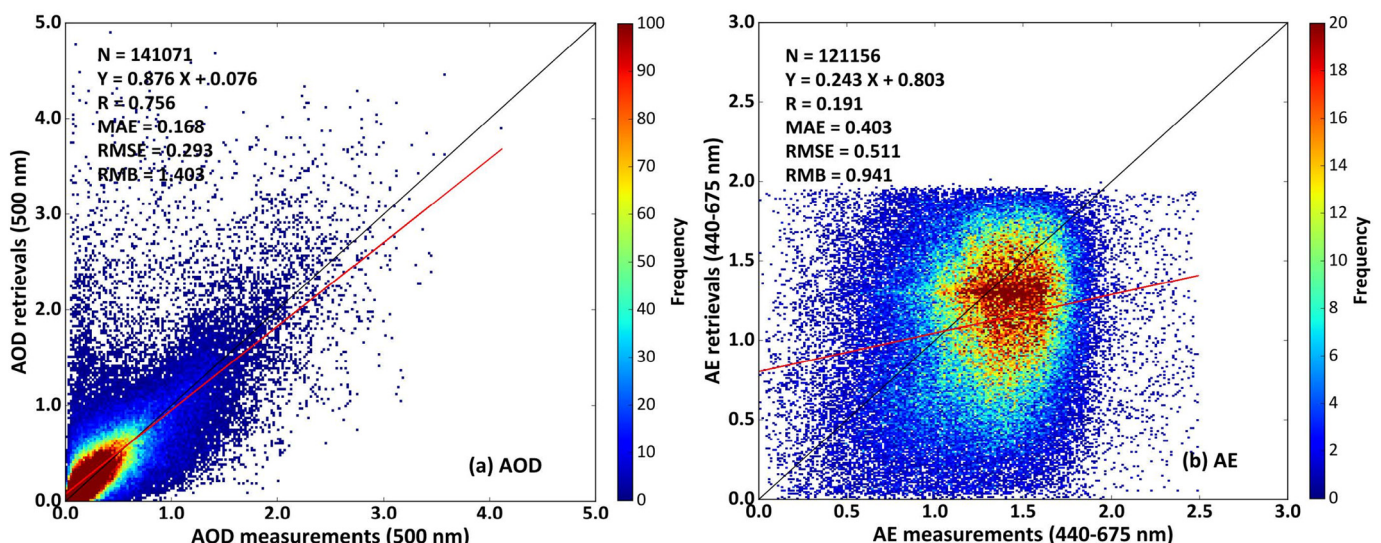 N = 141071
Y = 0.876 X + 0.076
R = 0.756
MAE = 0.168
RMSE = 0.293
RMB = 1.403
(a) AOD
AOD retrievals (500 nm)
5.0
4.0
3.0
2.0
1.0
0.0
0.0 1.0 2.0 3.0 4.0 5.0
AOD measurements (500 nm)
100
90
80
70
60
50
40
30
20
10
0
Frequency
N = 121156
Y = 0.243 X + 0.803
R = 0.191
MAE = 0.403
RMSE = 0.511
RMB = 0.941
(b) AE
AE retrievals (440-675 nm)
3.0
2.5
2.0
1.5
1.0
0.5
0.0
0.0 0.5 1.0 1.5 2.0 2.5 3.0
AE measurements (440-675 nm)
20
18
16
14
12
10
8
6
4
2
0
Frequency